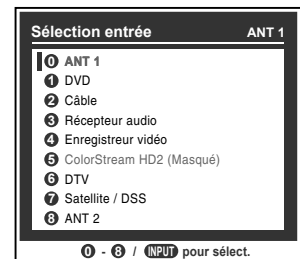 Sélection entrée ANT 1
0 ANT 1
1 DVD
2 Câble
3 Récepteur audio
4 Enregistreur vidéo
5 ColorStream HD2 (Masqué)
6 DTV
7 Satellite / DSS
8 ANT 2
0 - 8 / INPUT pour sélect.